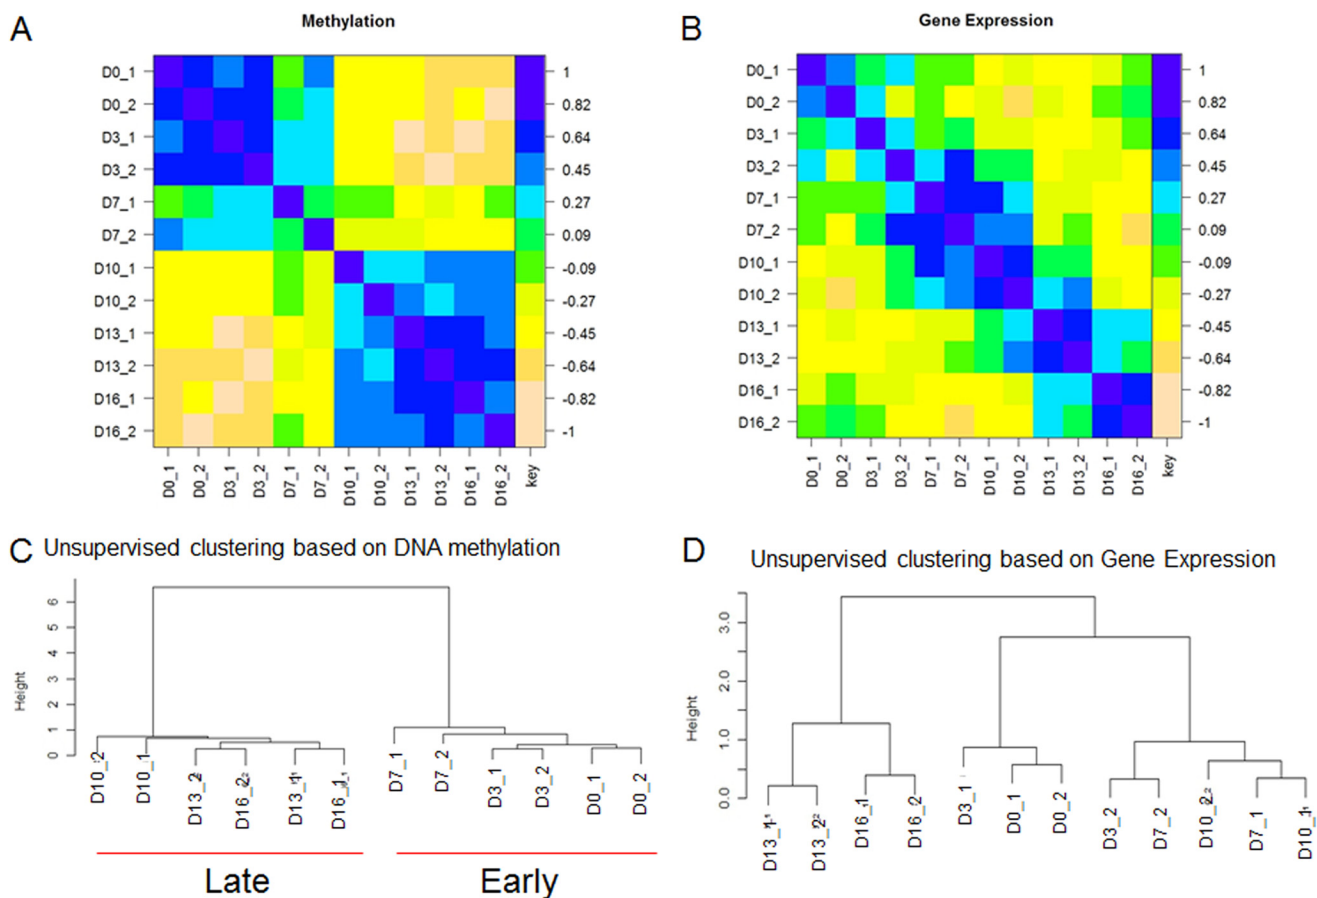 A
Methylation
D0_1
D0_2
D3_1
D3_2
D7_1
D7_2
D10_1
D10_2
D13_1
D13_2
D16_1
D16_2
1
0.82
0.64
0.45
0.27
0.09
-0.09
-0.27
-0.45
-0.64
-0.82
-1
D0_1 D0_2 D3_1 D3_2 D7_1 D7_2 D10_1 D10_2 D13_1 D13_2 D16_1 D16_2 key
B
Gene Expression
D0_1
D0_2
D3_1
D3_2
D7_1
D7_2
D10_1
D10_2
D13_1
D13_2
D16_1
D16_2
1
0.82
0.64
0.45
0.27
0.09
-0.09
-0.27
-0.45
-0.64
-0.82
-1
D0_1 D0_2 D3_1 D3_2 D7_1 D7_2 D10_1 D10_2 D13_1 D13_2 D16_1 D16_2 key
C Unsupervised clustering based on DNA methylation
Height
6
5
4
3
2
1
0
D10_2 D10_1 D13_2 D16_2 D13_1 D16_1 D7_1 D7_2 D3_1 D3_2 D0_1 D0_2
Late Early
D Unsupervised clustering based on Gene Expression
Height
3.0
2.0
1.0
0.0
D13_1 D13_2 D16_1 D16_2 D3_1 D0_1 D0_2 D3_2 D7_2 D10_2 D7_1 D10_1